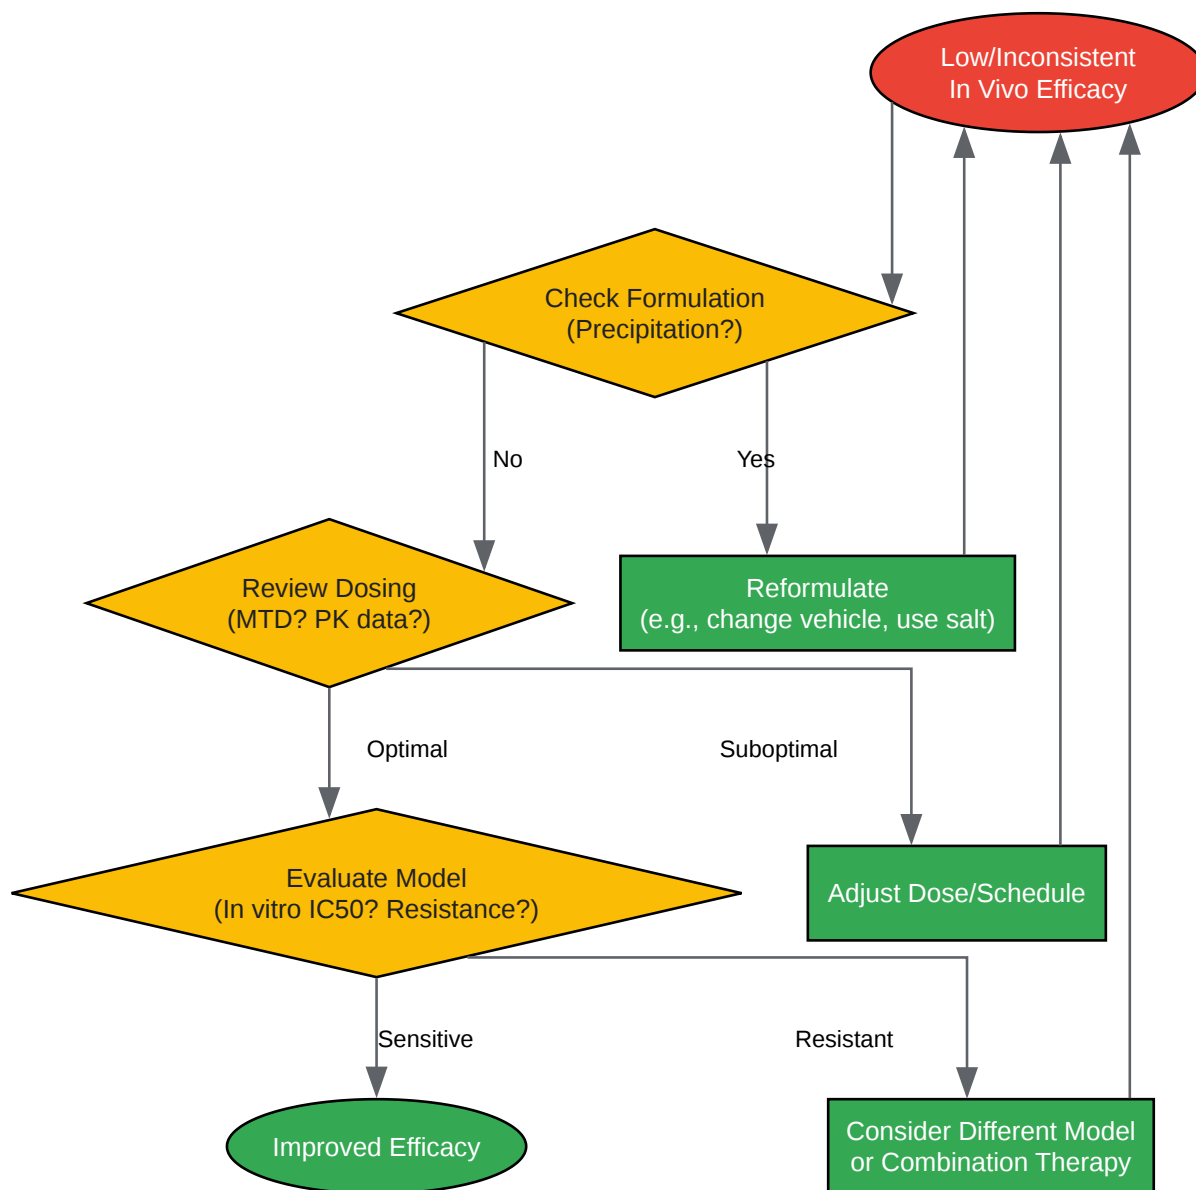 Low/Inconsistent
In Vivo Efficacy
Check Formulation
(Precipitation?)
No
Yes
Review Dosing
(MTD? PK data?)
Reformulate
(e.g., change vehicle, use salt)
Optimal
Suboptimal
Evaluate Model
(In vitro IC50? Resistance?)
Adjust Dose/Schedule
Sensitive
Resistant
Improved Efficacy
Consider Different Model
or Combination Therapy